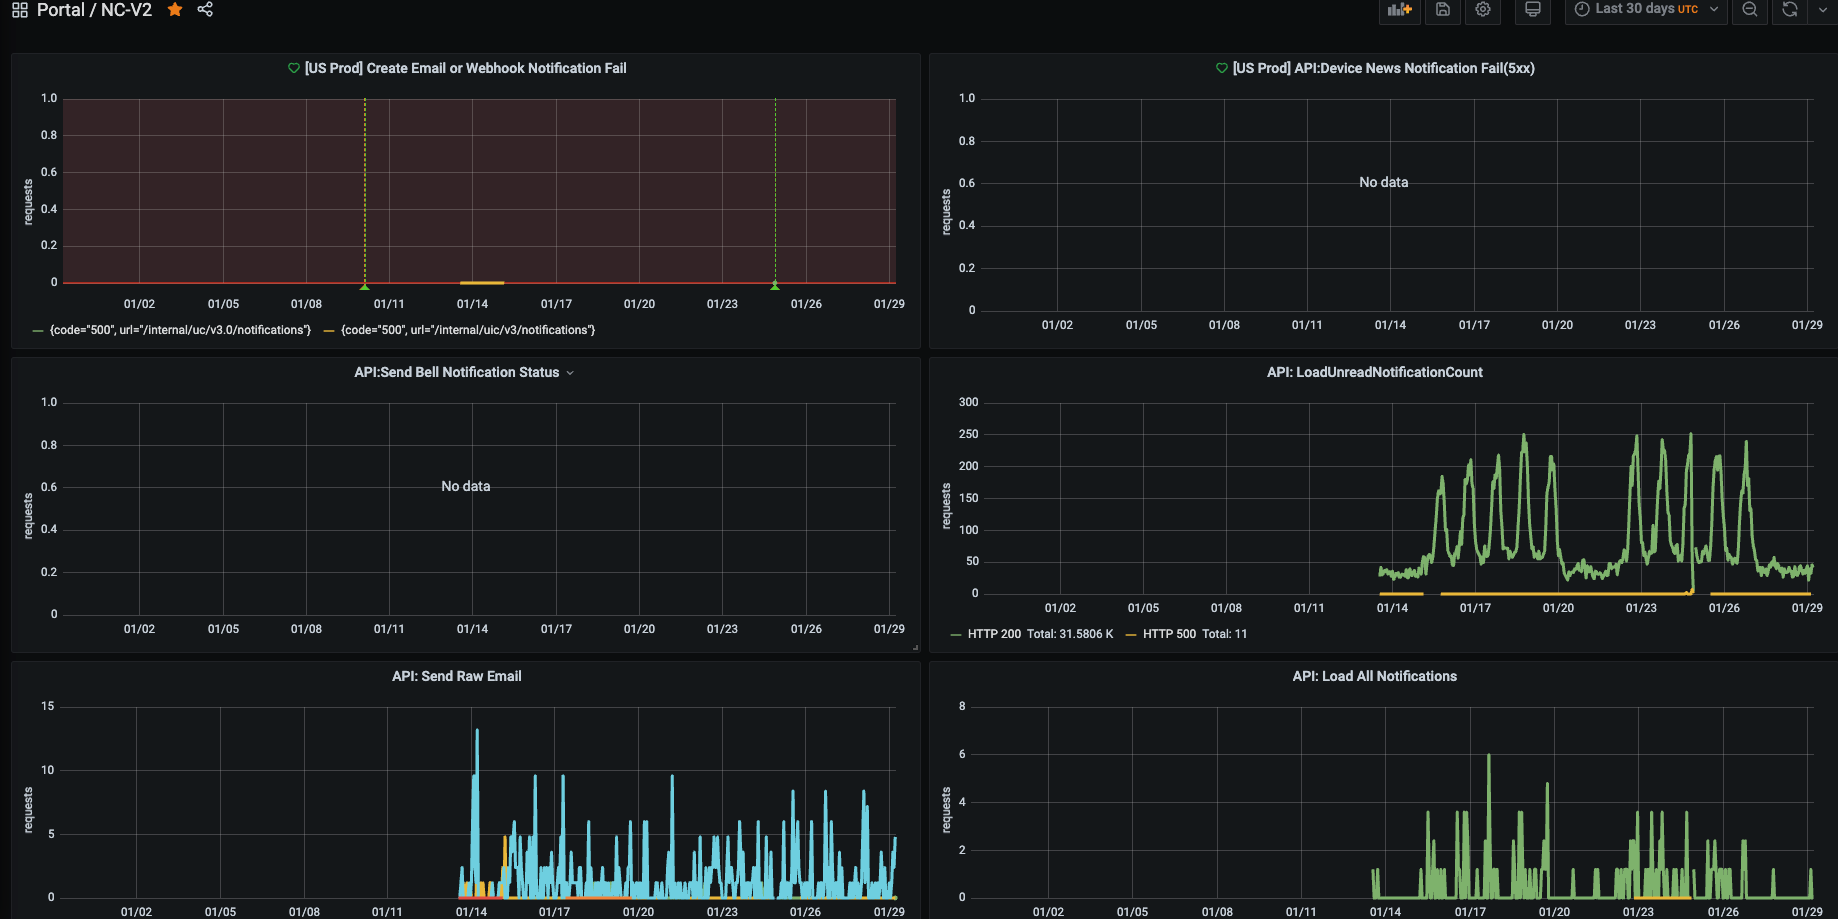 Portal / NC-V2
Last 30 days UTC
[US Prod] Create Email or Webhook Notification Fail
1.0
0.8
0.6
0.4
0.2
0
requests
01/02 01/05 01/08 01/11 01/14 01/17 01/20 01/23 01/26 01/29
{code="500", url="/internal/uc/v3.0/notifications"} {code="500", url="/internal/uic/v3/notifications"}
[US Prod] API:Device News Notification Fail(5xx)
1.0
0.8
0.6
0.4
0.2
0
requests
No data
01/02 01/05 01/08 01/11 01/14 01/17 01/20 01/23 01/26 01/29
API:Send Bell Notification Status
1.0
0.8
0.6
0.4
0.2
0
requests
No data
01/02 01/05 01/08 01/11 01/14 01/17 01/20 01/23 01/26 01/29
API: LoadUnreadNotificationCount
300
250
200
150
100
50
0
requests
01/02 01/05 01/08 01/11 01/14 01/17 01/20 01/23 01/26 01/29
HTTP 200 Total: 31.5806 K HTTP 500 Total: 11
API: Send Raw Email
15
10
5
0
requests
01/02 01/05 01/08 01/11 01/14 01/17 01/20 01/23 01/26 01/29
API: Load All Notifications
8
6
4
2
0
requests
01/02 01/05 01/08 01/11 01/14 01/17 01/20 01/23 01/26 01/29